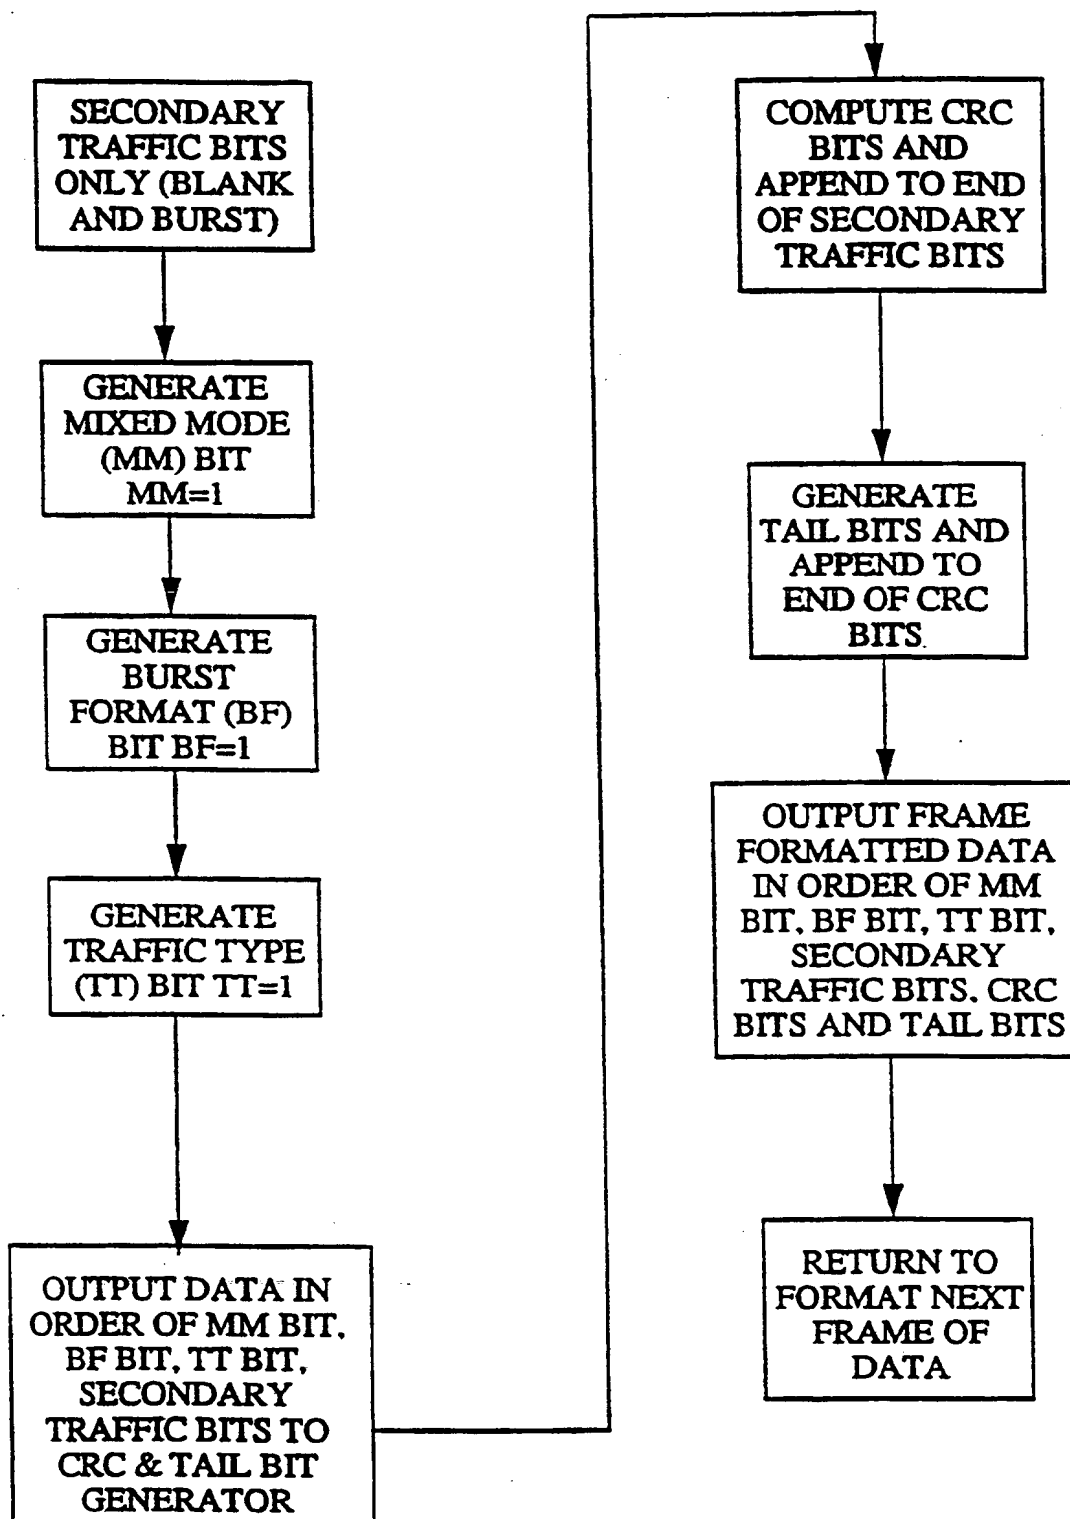 SECONDARY
TRAFFIC BITS
ONLY (BLANK
AND BURST)
GENERATE
MIXED MODE
(MM) BIT
MM=1
GENERATE
BURST
FORMAT (BF)
BIT BF=1
GENERATE
TRAFFIC TYPE
(TT) BIT TT=1
OUTPUT DATA IN
ORDER OF MM BIT,
BF BIT, TT BIT,
SECONDARY
TRAFFIC BITS TO
CRC & TAIL BIT
GENERATOR
COMPUTE CRC
BITS AND
APPEND TO END
OF SECONDARY
TRAFFIC BITS
GENERATE
TAIL BITS AND
APPEND TO
END OF CRC
BITS.
OUTPUT FRAME
FORMATTED DATA
IN ORDER OF MM
BIT, BF BIT, TT BIT,
SECONDARY
TRAFFIC BITS, CRC
BITS AND TAIL BITS
RETURN TO
FORMAT NEXT
FRAME OF
DATA